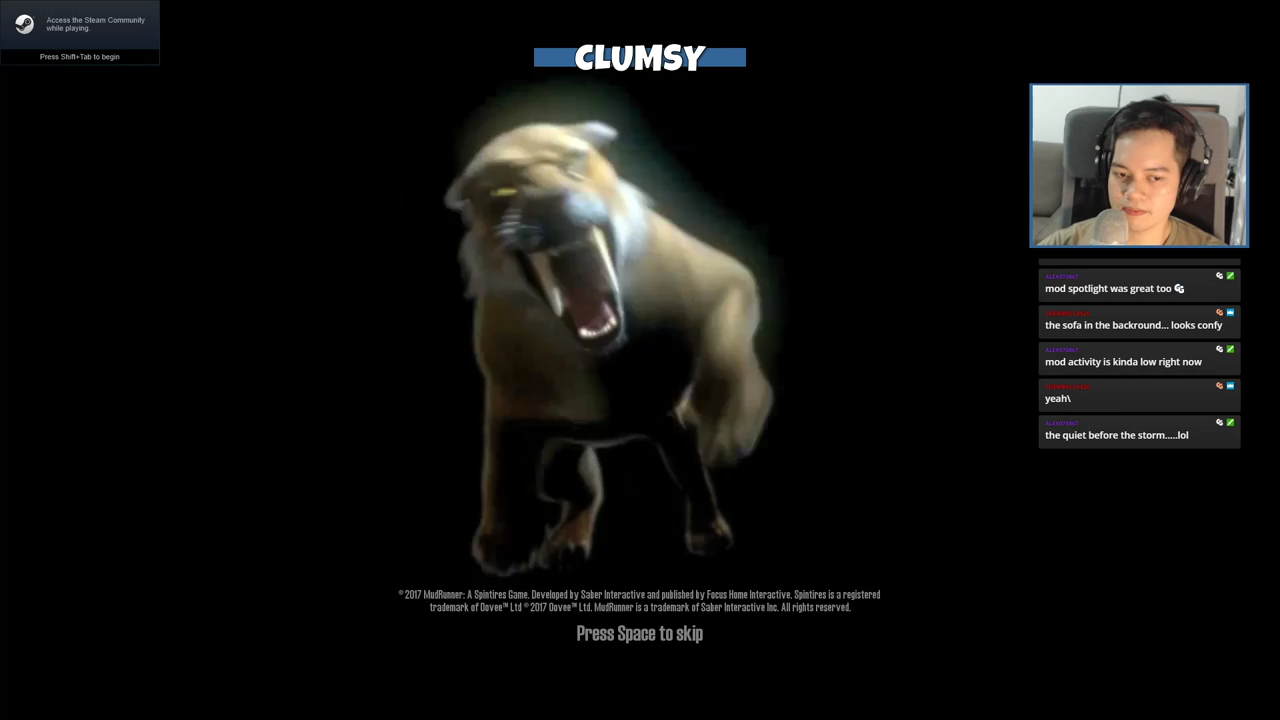 Access the Steam Community
while playing.
Press Shift+Tab to begin
CLUMSY
mod spotlight was great too
the sofa in the backround... looks confy
mod activity is kinda low right now
yeah\
the quiet before the storm.....lol
© 2017 MudRunner: A Spintires Game. Developed by Saber Interactive and published by Focus Home Interactive. Spintires is a registered
trademark of Oovee™ Ltd © 2017 Oovee™ Ltd. MudRunner is a trademark of Saber Interactive Inc. All rights reserved.
Press Space to skip